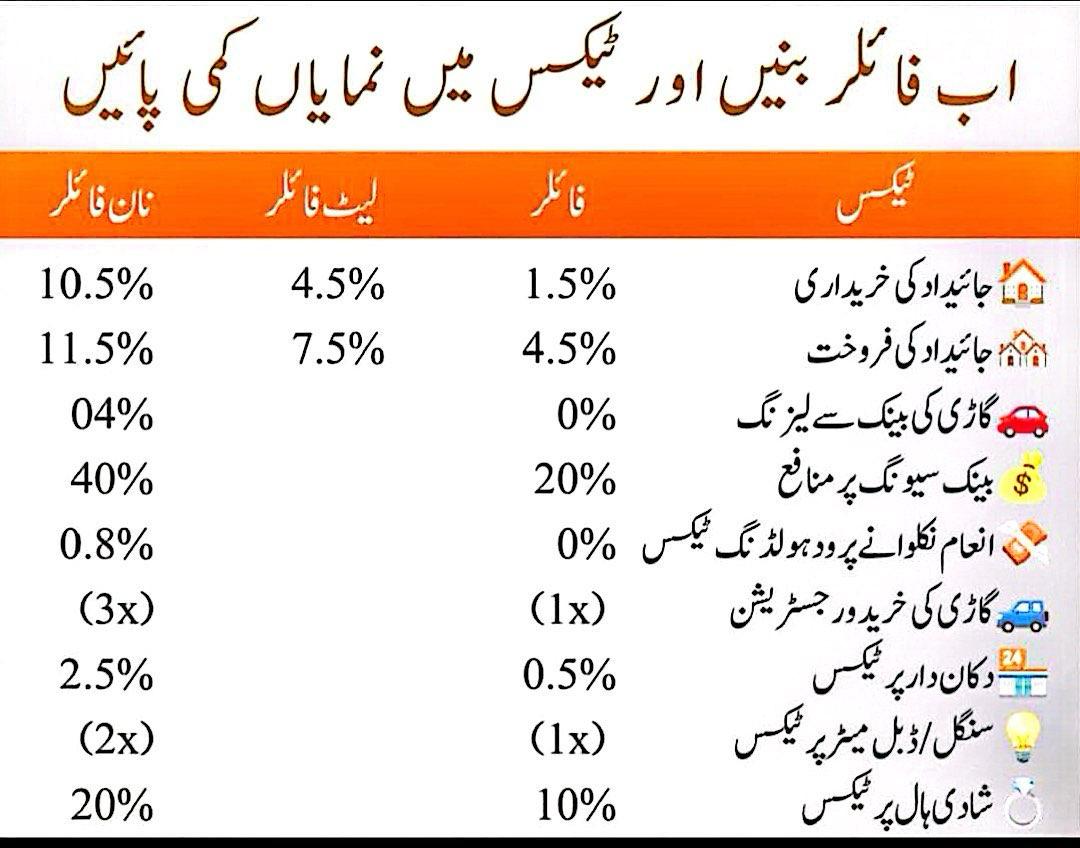 اب فائلر بنیں اور ٹیکس میں نمایاں کمی پائیں
ٹیکس فائلر لیٹ فائلر نان فائلر
جائیداد کی خریداری 1.5% 4.5% 10.5%
جائیداد کی فروخت 4.5% 7.5% 11.5%
گاڑی کی بینک سے لیزنگ 0% 04%
بینک سیونگ پر منافع 20% 40%
انعام نکلوانے پر ودہولڈنگ ٹیکس 0% 0.8%
گاڑی کی خرید ور جسٹریشن (1x) (3x)
24 دکان دار پر ٹیکس 0.5% 2.5%
سنگل/ڈبل میٹر پر ٹیکس (1x) (2x)
شادی ہال پر ٹیکس 10% 20%